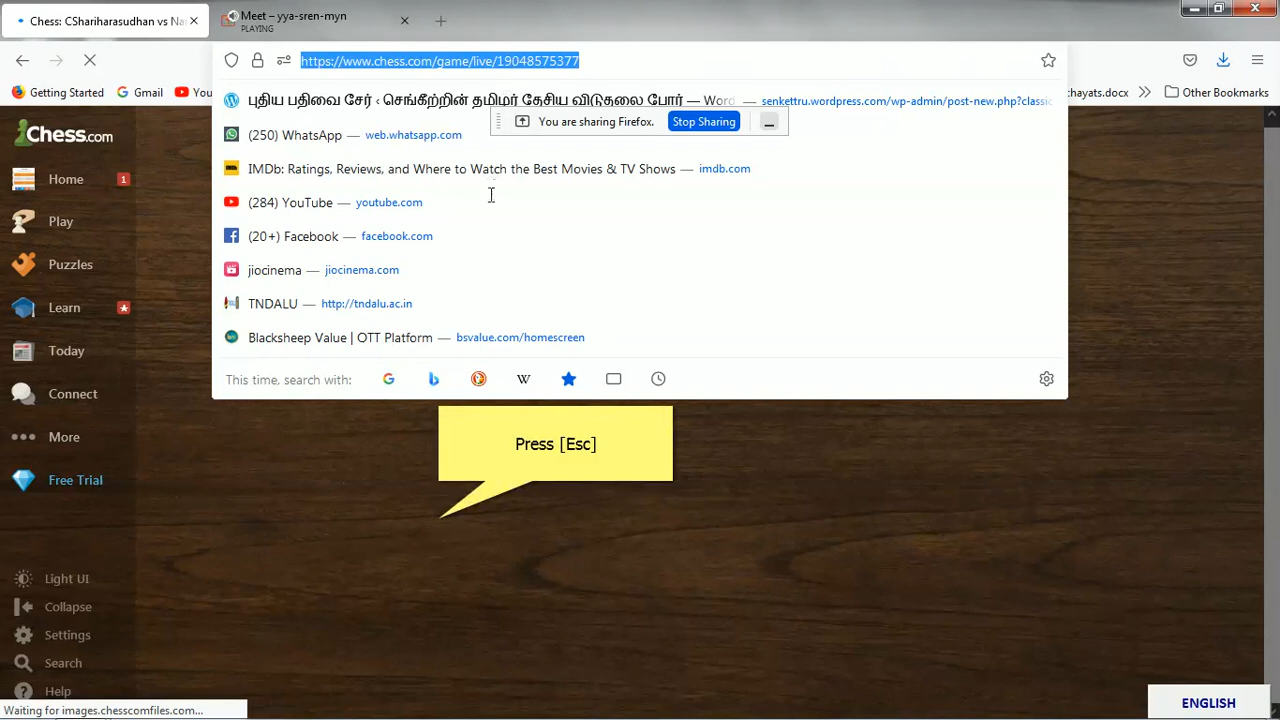 Chess: CShariharasudhan vs Na
Meet – yya-sren-myn
PLAYING
https://www.chess.com/game/live/19048575377
Getting Started
Gmail
You
chayats.docx
Other Bookmarks
புதிய பதிவை சேர் ‹ செங்கீற்றின் தமிழர் தேசிய விடுதலை போர் — Word — senkettru.wordpress.com/wp-admin/post-new.php?classic
You are sharing Firefox.
Stop Sharing
(250) WhatsApp — web.whatsapp.com
IMDb: Ratings, Reviews, and Where to Watch the Best Movies & TV Shows — imdb.com
(284) YouTube — youtube.com
(20+) Facebook — facebook.com
jiocinema — jiocinema.com
TNDALU — http://tndalu.ac.in
Blacksheep Value | OTT Platform — bsvalue.com/homescreen
This time, search with:
Chess.com
Home 1
Play
Puzzles
Learn
Today
Connect
More
Free Trial
Press [Esc]
Light UI
Collapse
Settings
Search
Help
Waiting for images.chesscomfiles.com...
ENGLISH